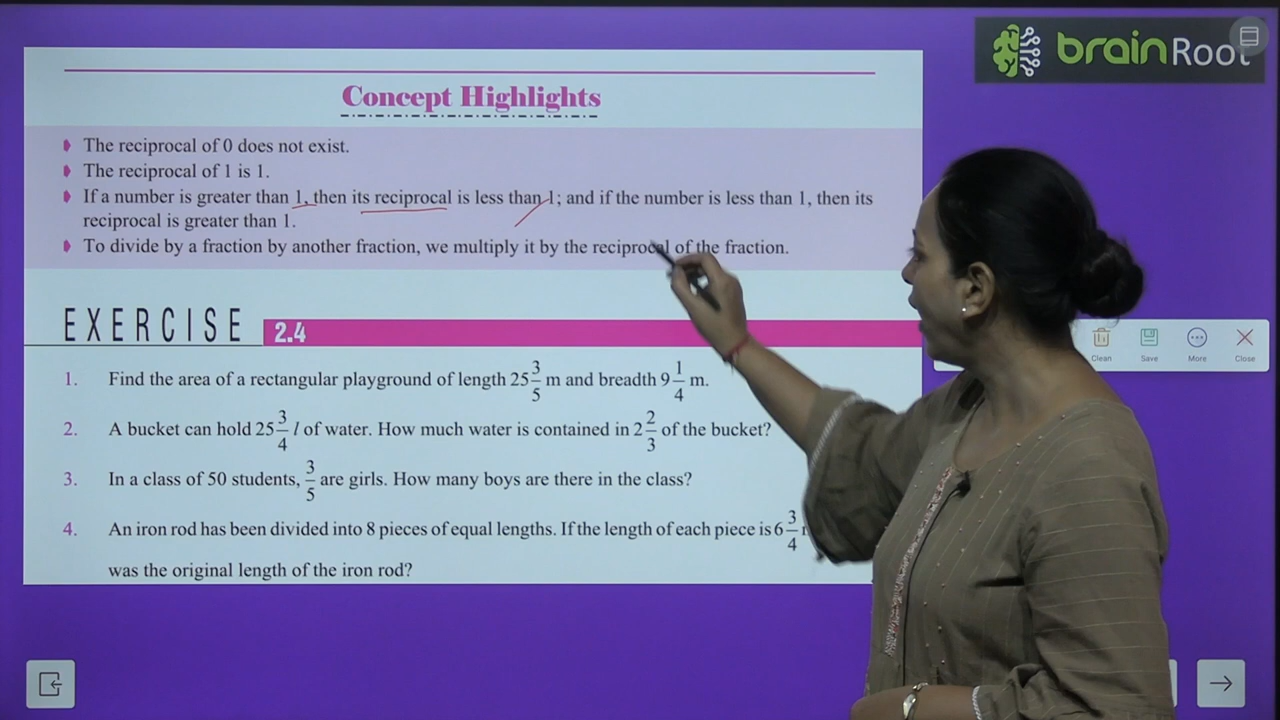 brainRoot
Concept Highlights
The reciprocal of 0 does not exist.
The reciprocal of 1 is 1.
If a number is greater than 1, then its reciprocal is less than 1; and if the number is less than 1, then its
reciprocal is greater than 1.
To divide by a fraction by another fraction, we multiply it by the reciprocal of the fraction.
EXERCISE 2.4
1. Find the area of a rectangular playground of length 25 3/5 m and breadth 9 1/4 m.
2. A bucket can hold 25 3/4 l of water. How much water is contained in 2 2/3 of the bucket?
3. In a class of 50 students, 3/5 are girls. How many boys are there in the class?
4. An iron rod has been divided into 8 pieces of equal lengths. If the length of each piece is 6 3/4
was the original length of the iron rod?
Clean Save More Close